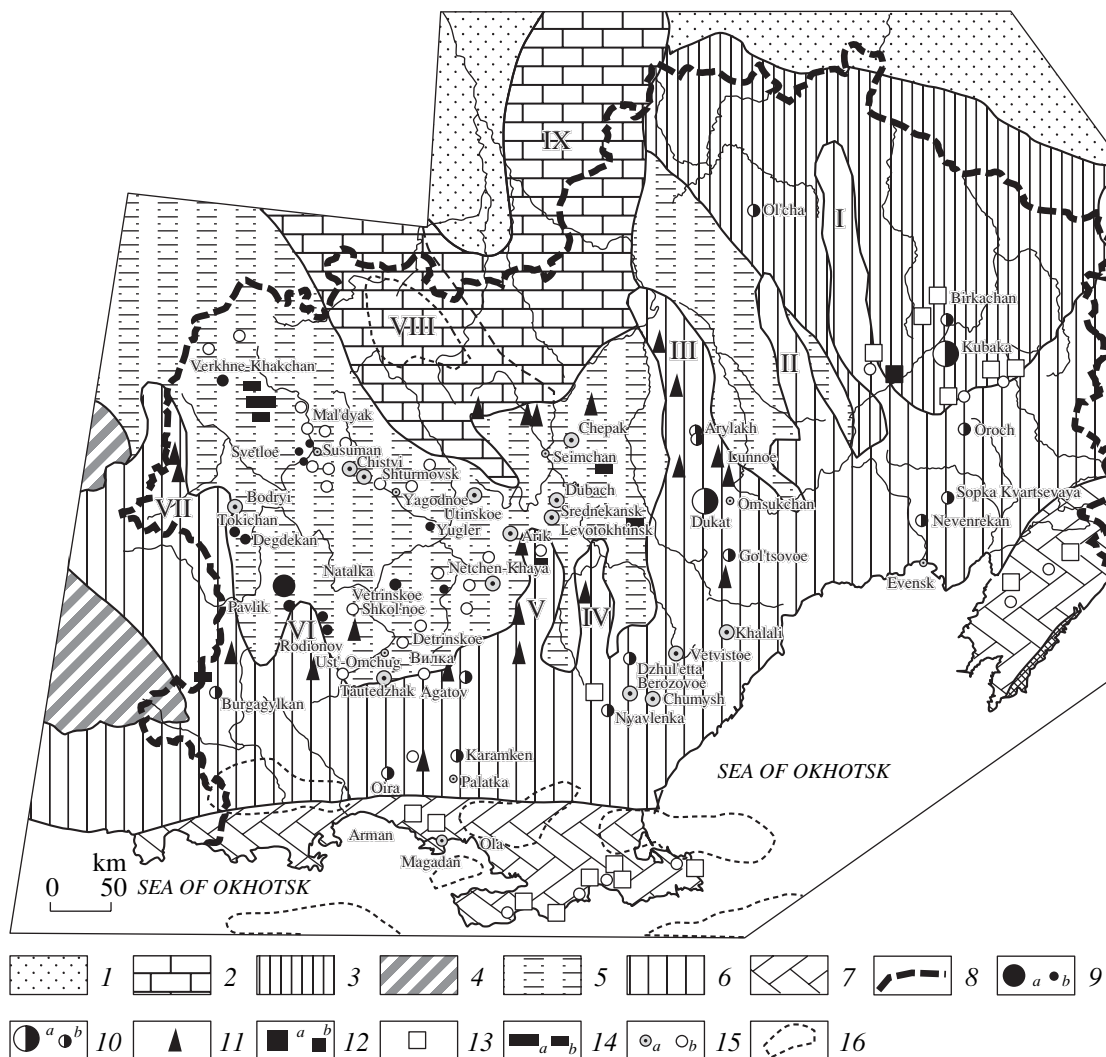 IX
I
Ol'cha
Birkachan
Kubaka
VIII
III
II
Verkhne-Khakchan
Mal'dyak
Chepak
Arylakh
Oroch
Svetloe
Susuman
Seimchan
Lunnoe
Chistyi
Shturmovsk
Bodryi
Yagodnoe
Dubach
Omsukchan
Sopka Kvartsevaya
VII
Utinskoe
Srednekansk
Dukat
Tokichan
Yugler
Levotokhtinsk
Nevenrekan
Degdekan
Arik
Gol'tsovoe
Natalka
Netchen-Khaya
Evensk
Vetrinskoe
Pavlik
Shkol'noe
V
IV
VI
Khalali
Rodionov
Detrinskoe
Vetvistoe
Ust'-Omchug
Вилка
Dzhul'etta
Tautedzhak
Agatov
Berozovoe
Burgagylkan
Chumysh
Nyavlenka
Karamken
Oira
Palatka
SEA OF OKHOTSK
Arman
Ola
Magadan
km
0 50
SEA OF OKHOTSK
1 2 3 4 5 6 7 8 a b 9
a b 10 11 a b 12 13 a b 14 a b 15 16